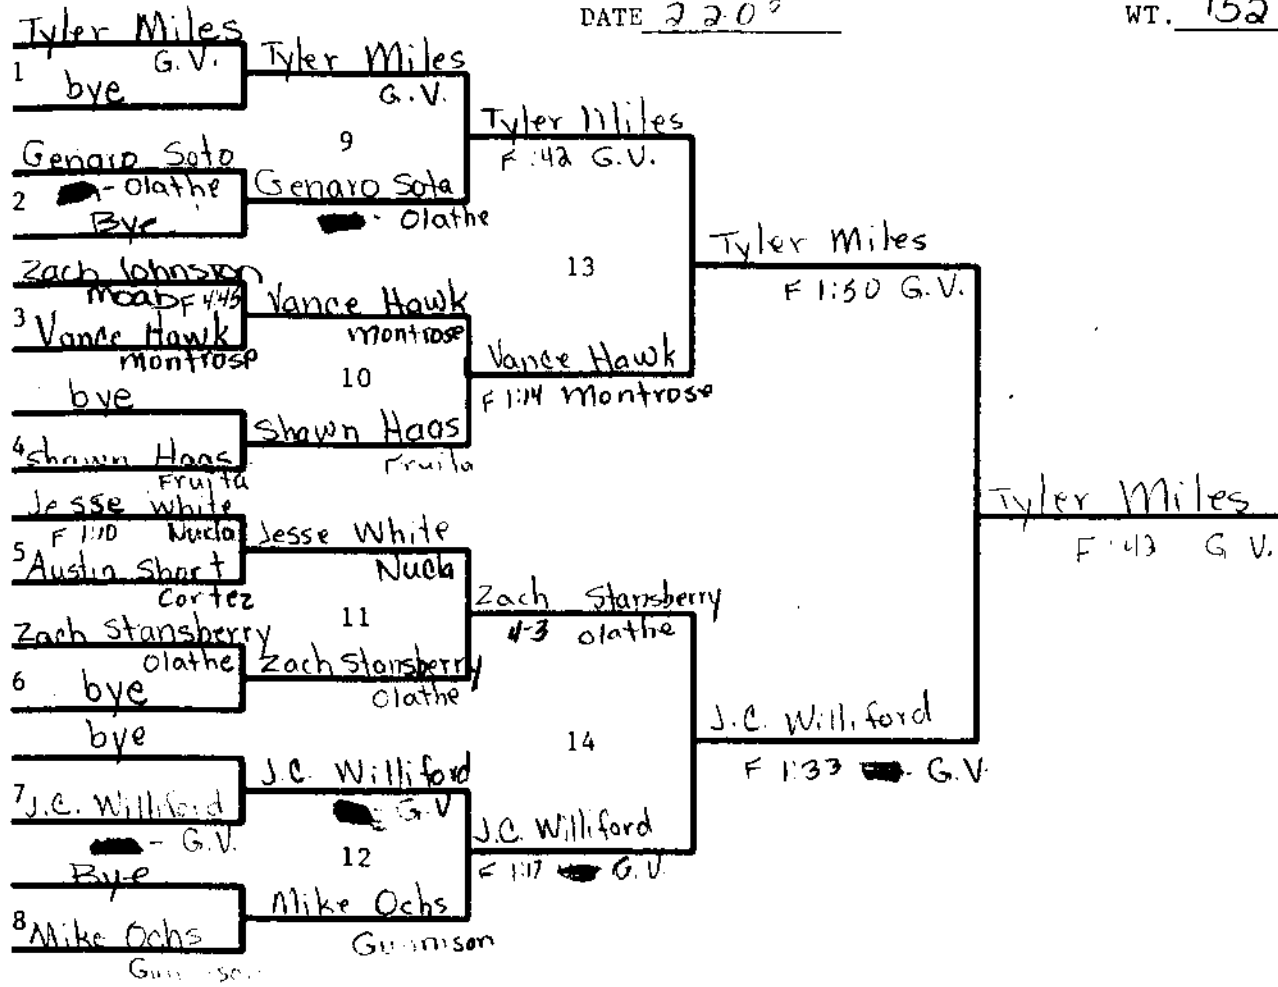 DATE 2 20
WT. 152
Tyler Miles
G.V.
1
bye
Genaro Soto
- Olathe
2
Bye
Zach Johnston
Moab F 4:45
3 Vance Hawk
Montrose
bye
4 Shawn Haas
Fruita
Jesse White
F 1:10 Nucla
5 Austin Short
Cortez
Zach Stansberry
Olathe
6 bye
bye
7 J.C. Williford
- G.V.
Bye
8 Mike Ochs
Tyler Miles
G.V.
9
Genaro Sota
- Olathe
Vance Hawk
Montrose
10
Shawn Haas
Fruita
Jesse White
Nucla
11
Zach Stansberry
Olathe
J.C. Williford
G.V
12
Mike Ochs
Gunnison
Tyler Miles
F :42 G.V.
13
Vance Hawk
F 1:14 Montrose
Zach Stansberry
4-3 Olathe
14
J.C. Williford
F 1:17 G.V.
Tyler Miles
F 1:50 G.V.
J.C. Williford
F 1:33 - G.V.
Tyler Miles
F G V.